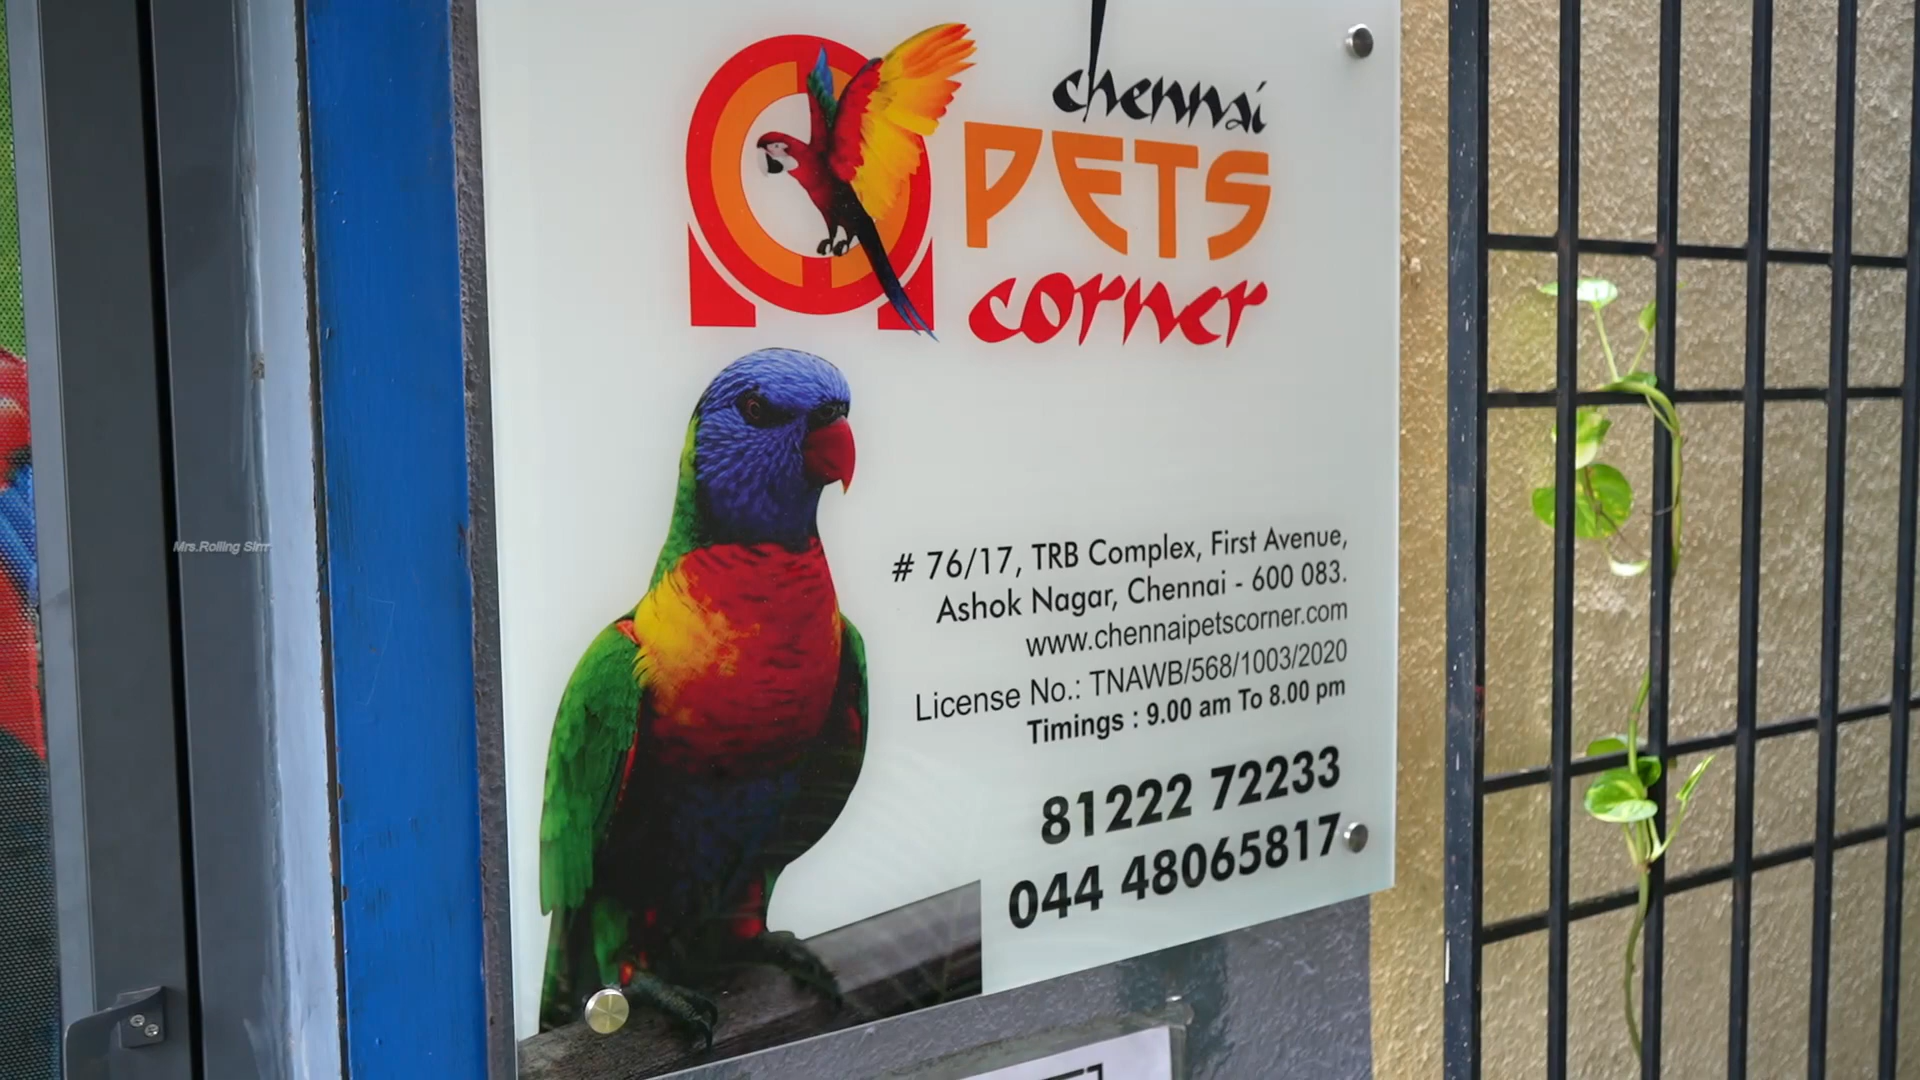 chennai
PETS
corner
# 76/17, TRB Complex, First Avenue,
Ashok Nagar, Chennai - 600 083.
www.chennaipetscorner.com
License No.: TNAWB/568/1003/2020
Timings : 9.00 am To 8.00 pm
81222 72233
044 48065817
Mrs.Rolling Sirrr